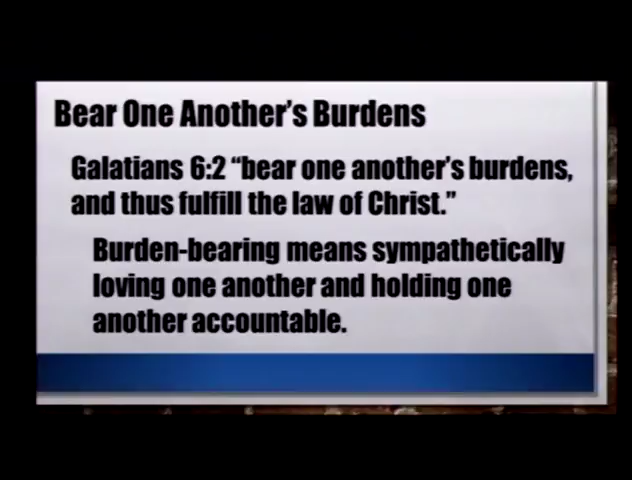 Bear One Another's Burdens
Galatians 6:2 “bear one another's burdens,
and thus fulfill the law of Christ.”
Burden-bearing means sympathetically
loving one another and holding one
another accountable.